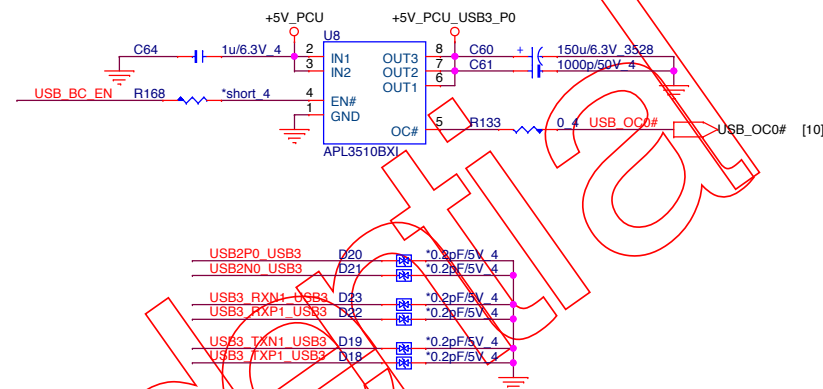 +5V_PCU
+5V_PCU_USB3_P0
U8
C64 1u/6.3V_4 2 IN1 OUT3 8 C60 + 150u/6.3V_3528
3 IN2 OUT2 7 C61 1000p/50V_4
OUT1 6
USB_BC_EN R168 *short_4 4 EN#
1 GND
OC# 5 R133 0_4 USB_OC0# USB_OC0# [10]
APL3510BXI
USB2P0_USB3 D20 *0.2pF/5V_4
USB2N0_USB3 D21 *0.2pF/5V_4
USB3_RXN1_USB3 D23 *0.2pF/5V_4
USB3_RXP1_USB3 D22 *0.2pF/5V_4
USB3_TXN1_USB3 D19 *0.2pF/5V_4
USB3_TXP1_USB3 D18 *0.2pF/5V_4